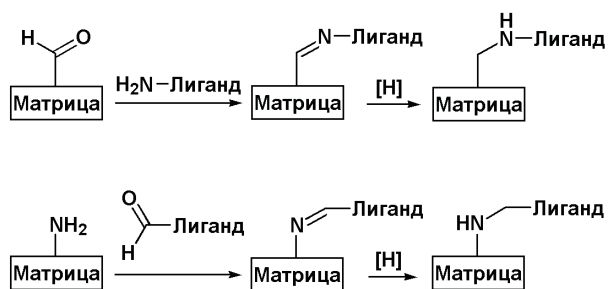 H O N–Лиганд H N–Лиганд
H₂N–Лиганд
Матрица Матрица [H] Матрица
NH₂ O Лиганд H N Лиганд HN Лиганд
Матрица Матрица [H] Матрица